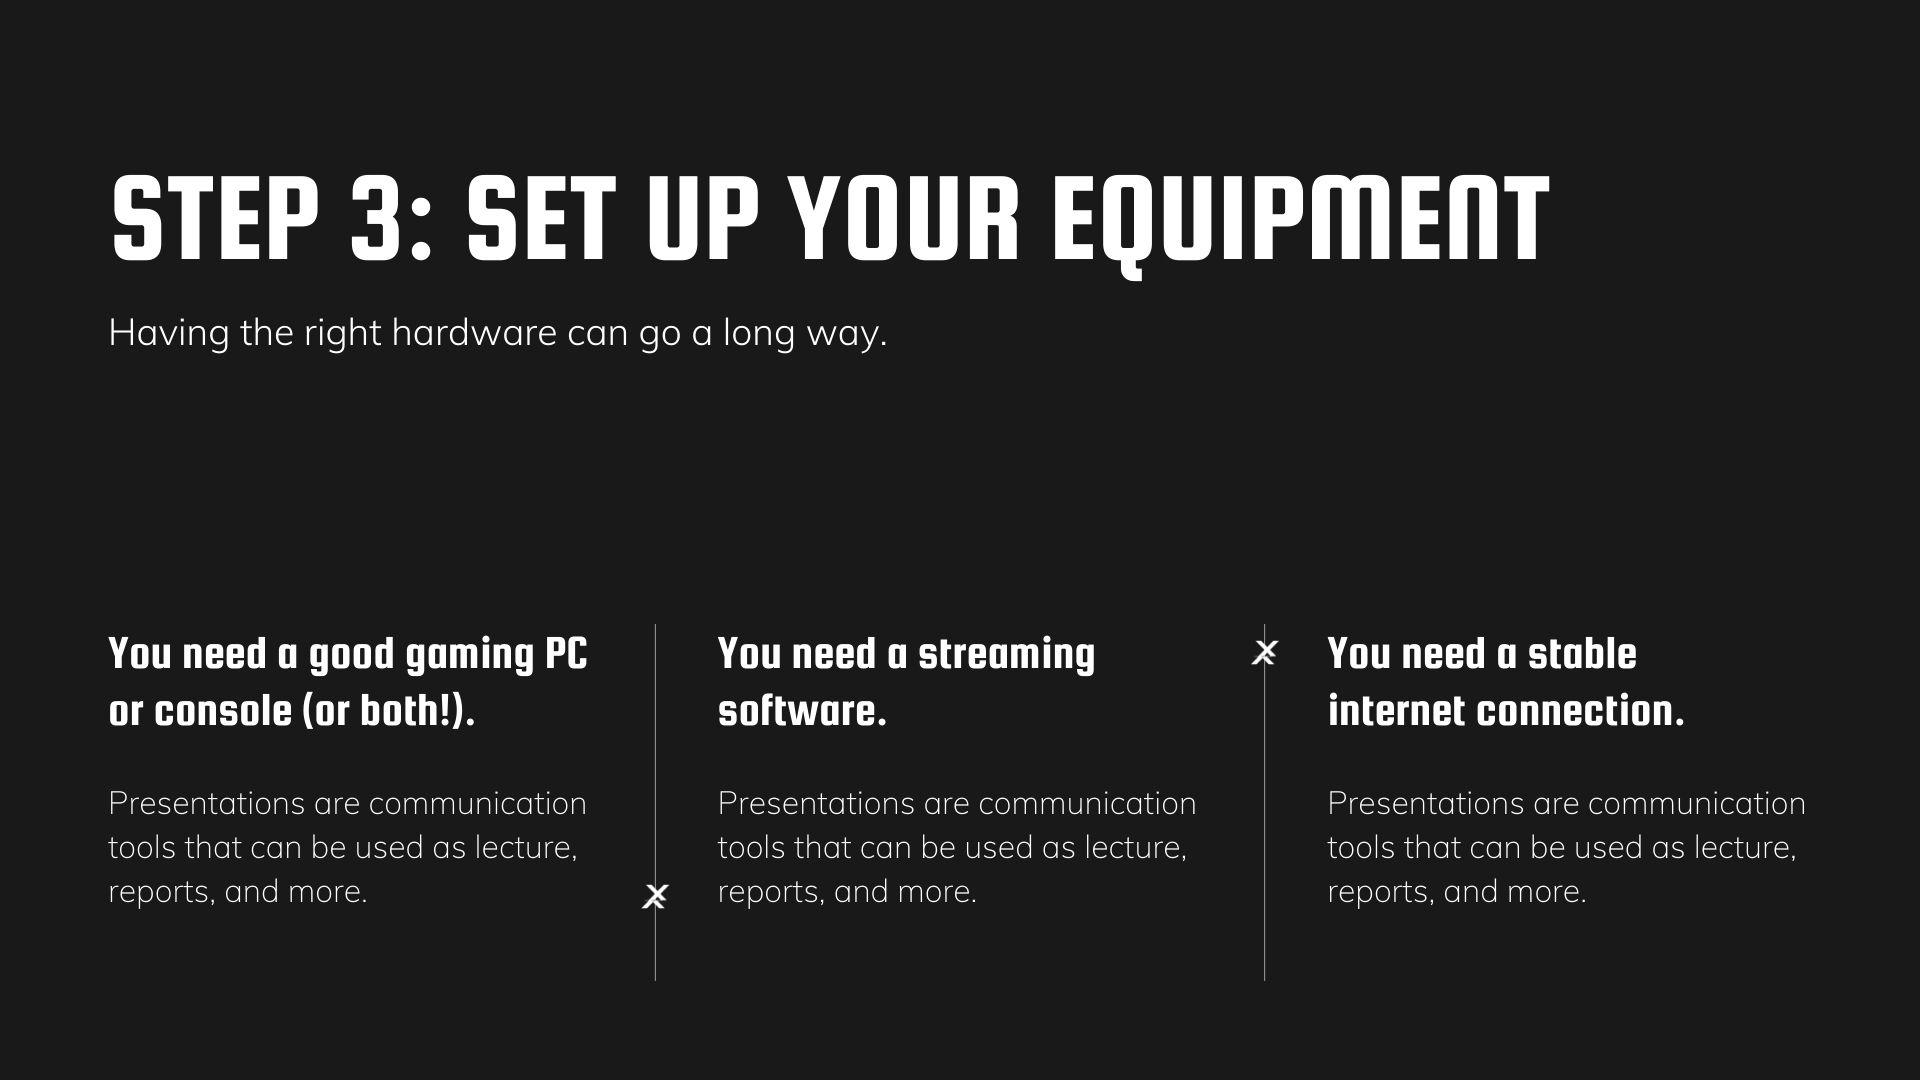 STEP 3: SET UP YOUR EQUIPMENT
Having the right hardware can go a long way.
You need a good gaming PC
or console (or both!).
Presentations are communication
tools that can be used as lecture,
reports, and more.
You need a streaming
software.
Presentations are communication
tools that can be used as lecture,
reports, and more.
You need a stable
internet connection.
Presentations are communication
tools that can be used as lecture,
reports, and more.